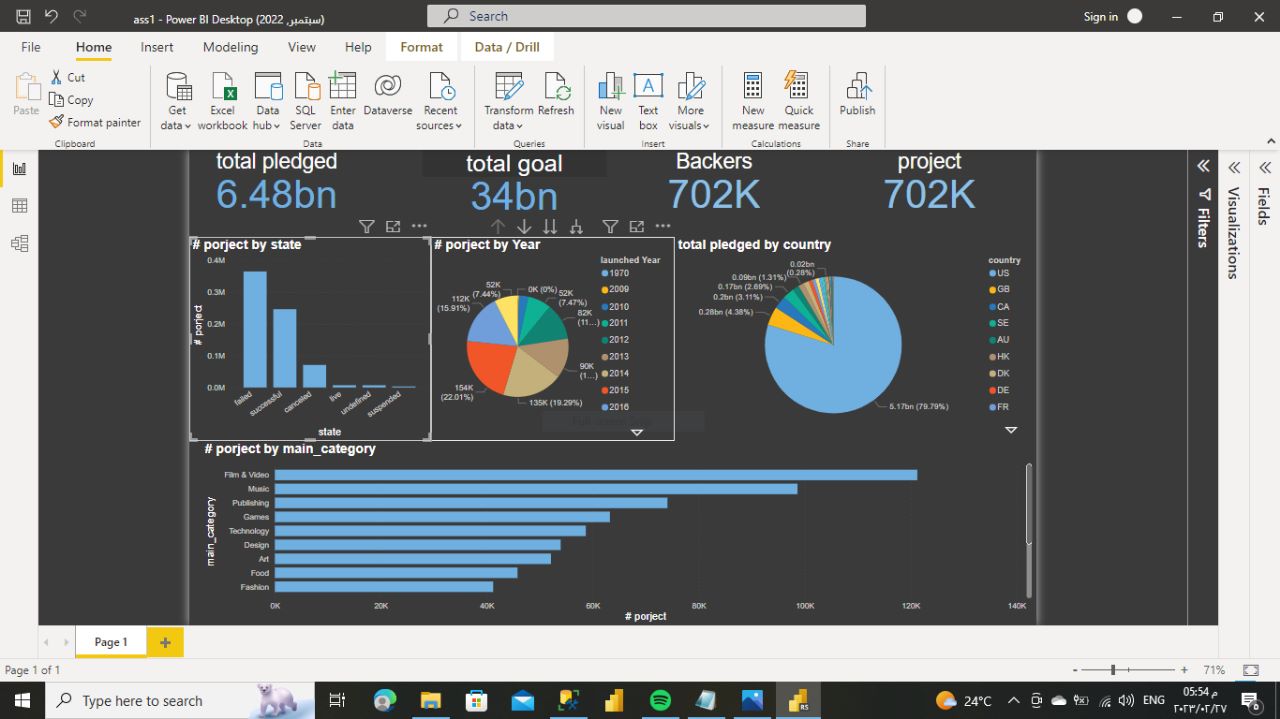 ass1 - Power BI Desktop (سبتمبر, 2022)
Search
Sign in
File Home Insert Modeling View Help Format Data / Drill
Paste
Cut
Copy
Format painter
Clipboard
Get data
Excel workbook
Data hub
SQL Server
Enter data
Dataverse
Recent sources
Data
Transform data
Refresh
Queries
New visual
Text box
More visuals
Insert
New measure
Quick measure
Calculations
Publish
Share
total pledged
6.48bn
total goal
34bn
Backers
702K
project
702K
Filters
Visualizations
Fields
# porject by state
0.4M
0.3M
0.2M
0.1M
0.0M
# porject
failed
successful
canceled
live
undefined
suspended
state
# porject by Year
0K (0%)
52K
(7.47%)
82K
(11...)
90K
(1...)
135K (19.29%)
154K
(22.01%)
112K
(15.91%)
52K
(7.44%)
launched Year
1970
2009
2010
2011
2012
2013
2014
2015
2016
total pledged by country
0.02bn
(0.28%)
0.09bn (1.31%)
0.17bn (2.69%)
0.2bn (3.11%)
0.28bn (4.38%)
5.17bn (79.79%)
country
US
GB
CA
SE
AU
HK
DK
DE
FR
# porject by main_category
main_category
Film & Video
Music
Publishing
Games
Technology
Design
Art
Food
Fashion
0K 20K 40K 60K 80K 100K 120K 140K
# porject
Page 1
Page 1 of 1
71%
Type here to search
RS
24°C
ENG
05:54 م
٢٠٢٣/٠٢/٢٧
6